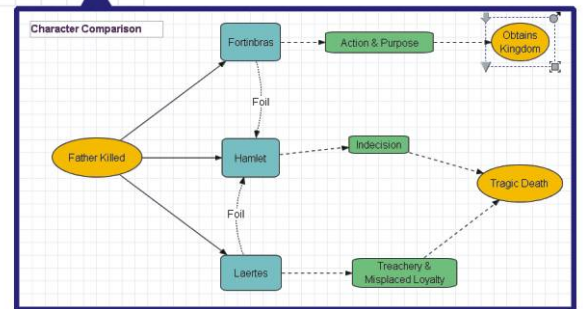 Character Comparison
Fortinbras
Action & Purpose
Obtains
Kingdom
Foil
Father Killed
Hamlet
Indecision
Tragic Death
Foil
Laertes
Treachery &
Misplaced Loyalty